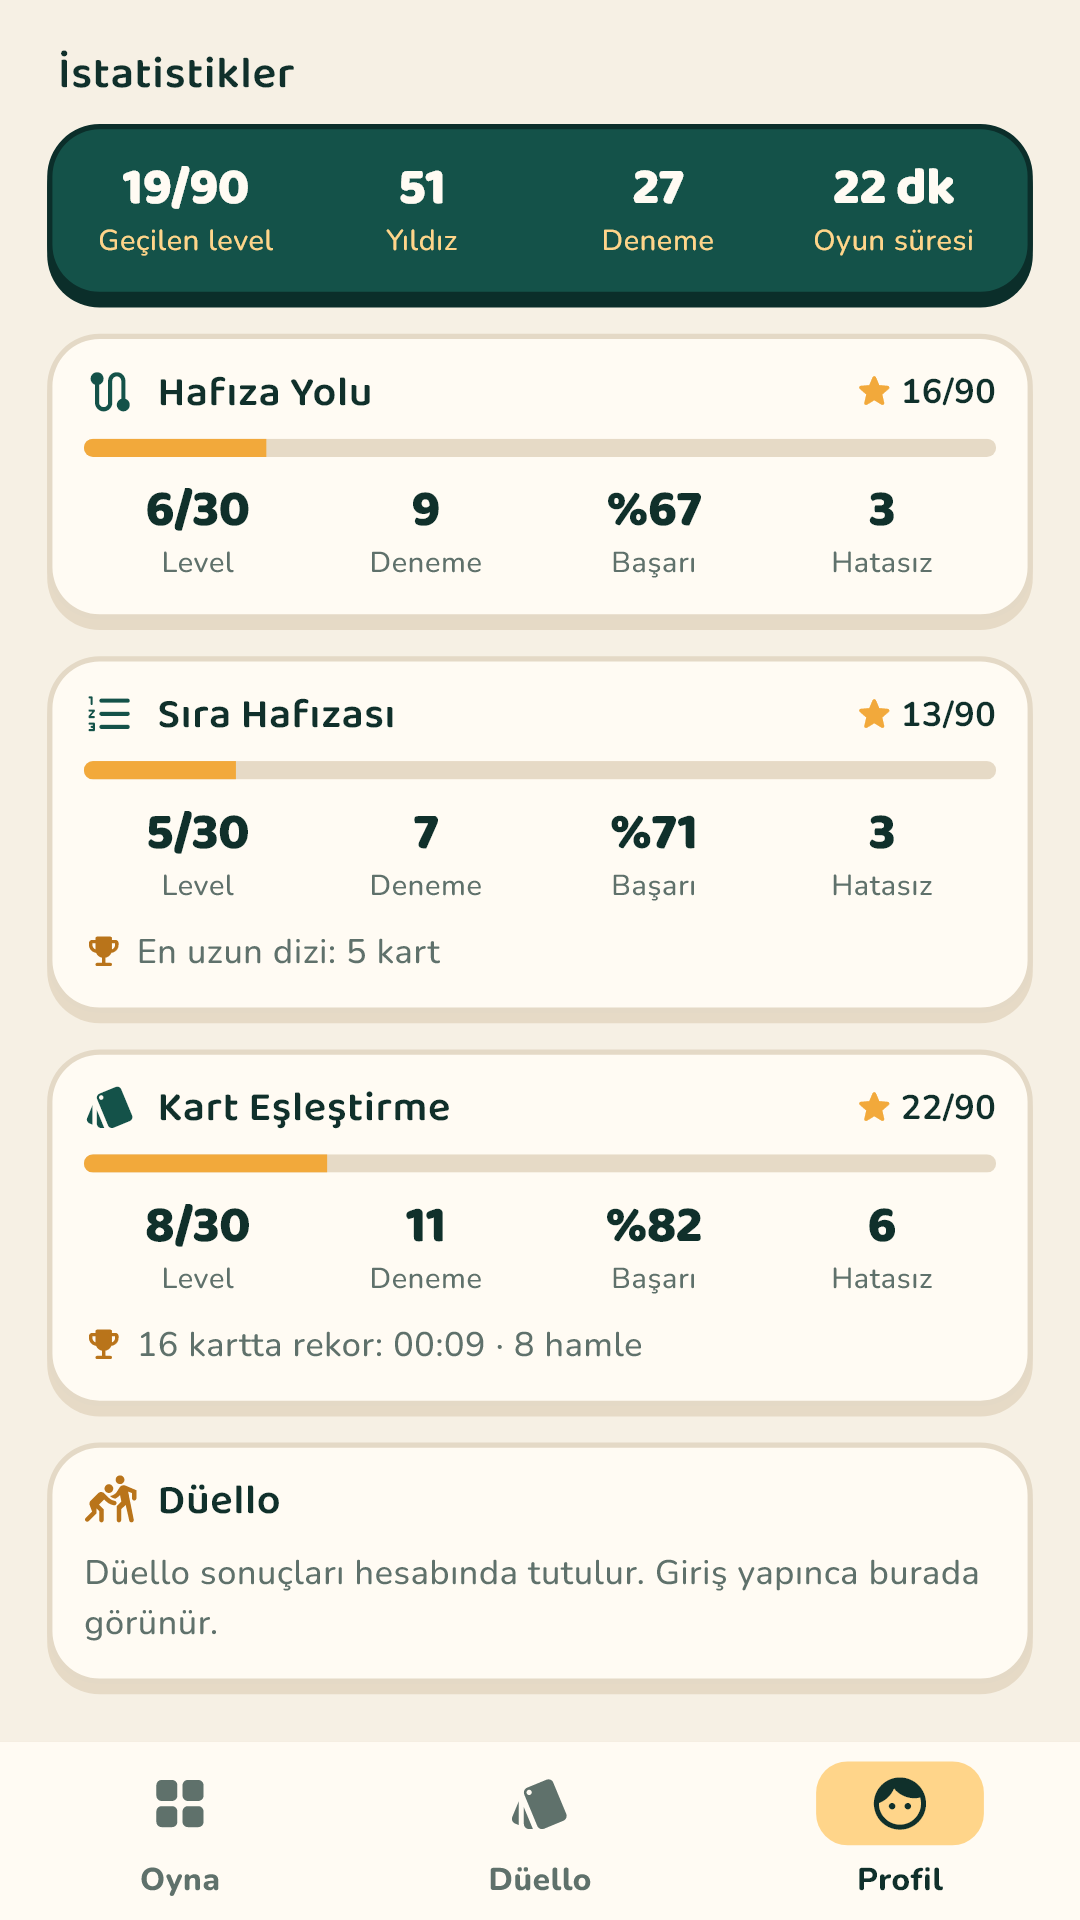 İstatistikler
19/90 51 27 22 dk
Geçilen level Yıldız Deneme Oyun süresi
Hafıza Yolu 16/90
6/30 9 %67 3
Level Deneme Başarı Hatasız
1
2
3
Sıra Hafızası 13/90
5/30 7 %71 3
Level Deneme Başarı Hatasız
En uzun dizi: 5 kart
Kart Eşleştirme 22/90
8/30 11 %82 6
Level Deneme Başarı Hatasız
16 kartta rekor: 00:09 · 8 hamle
Düello
Düello sonuçları hesabında tutulur. Giriş yapınca burada
görünür.
Oyna Düello Profil